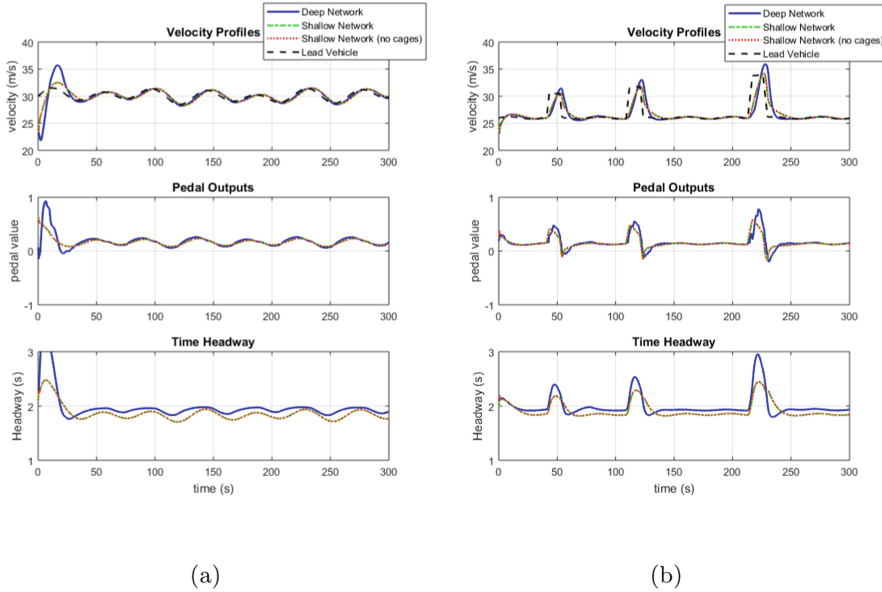 Deep Network
Shallow Network
Shallow Network (no cages)
Lead Vehicle
Velocity Profiles
velocity (m/s)
40
35
30
25
20
0 50 100 150 200 250 300
Pedal Outputs
pedal value
1
0
-1
0 50 100 150 200 250 300
Time Headway
Headway (s)
3
2
1
0 50 100 150 200 250 300
time (s)
(a)
Deep Network
Shallow Network
Shallow Network (no cages)
Lead Vehicle
Velocity Profiles
velocity (m/s)
40
35
30
25
20
0 50 100 150 200 250 300
Pedal Outputs
pedal value
1
0
-1
0 50 100 150 200 250 300
Time Headway
Headway (s)
3
2
1
0 50 100 150 200 250 300
time (s)
(b)